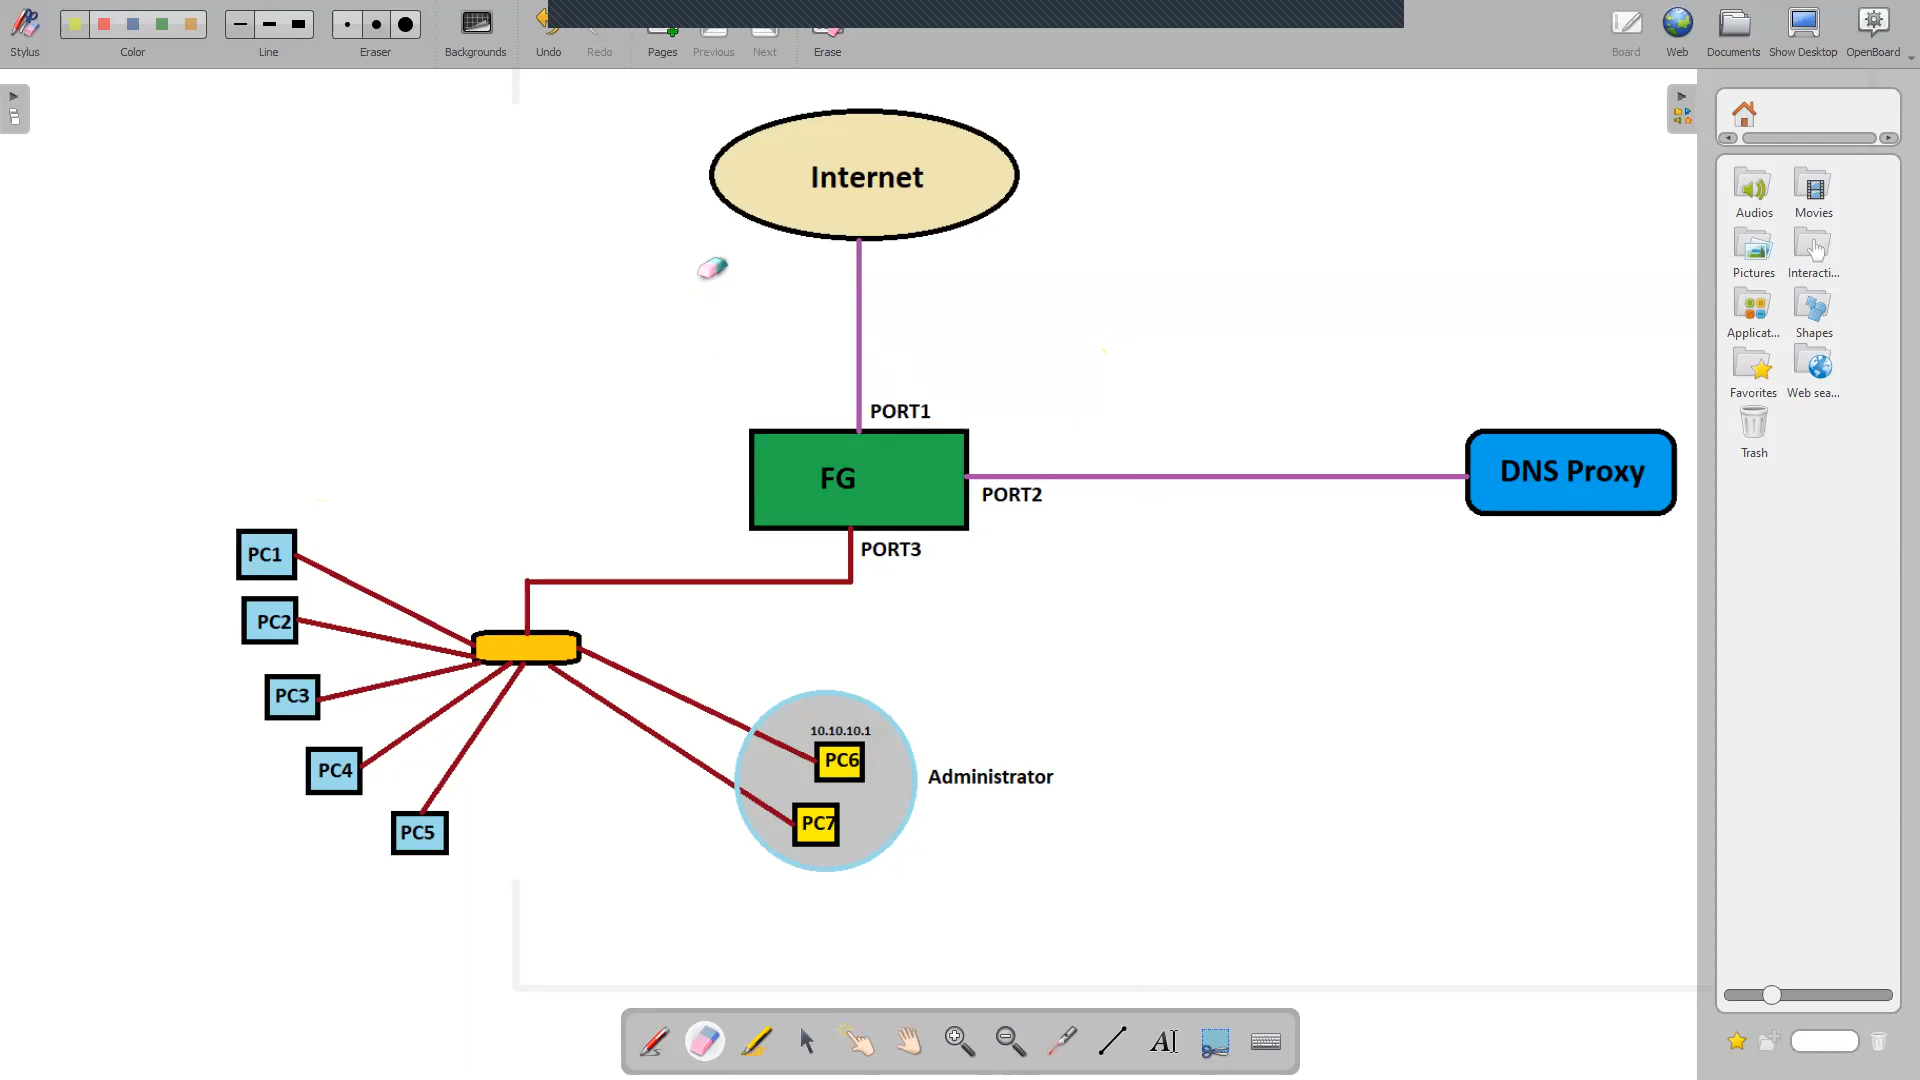 Stylus
Color
Line
Eraser
Backgrounds
Undo
Redo
Pages
Previous
Next
Erase
Board
Web
Documents
Show Desktop
OpenBoard
Internet
PORT1
FG
PORT2
DNS Proxy
PORT3
PC1
PC2
PC3
PC4
PC5
10.10.10.1
PC6
PC7
Administrator
Audios
Movies
Pictures
Interacti...
Applicat...
Shapes
Favorites
Web sea...
Trash
AI